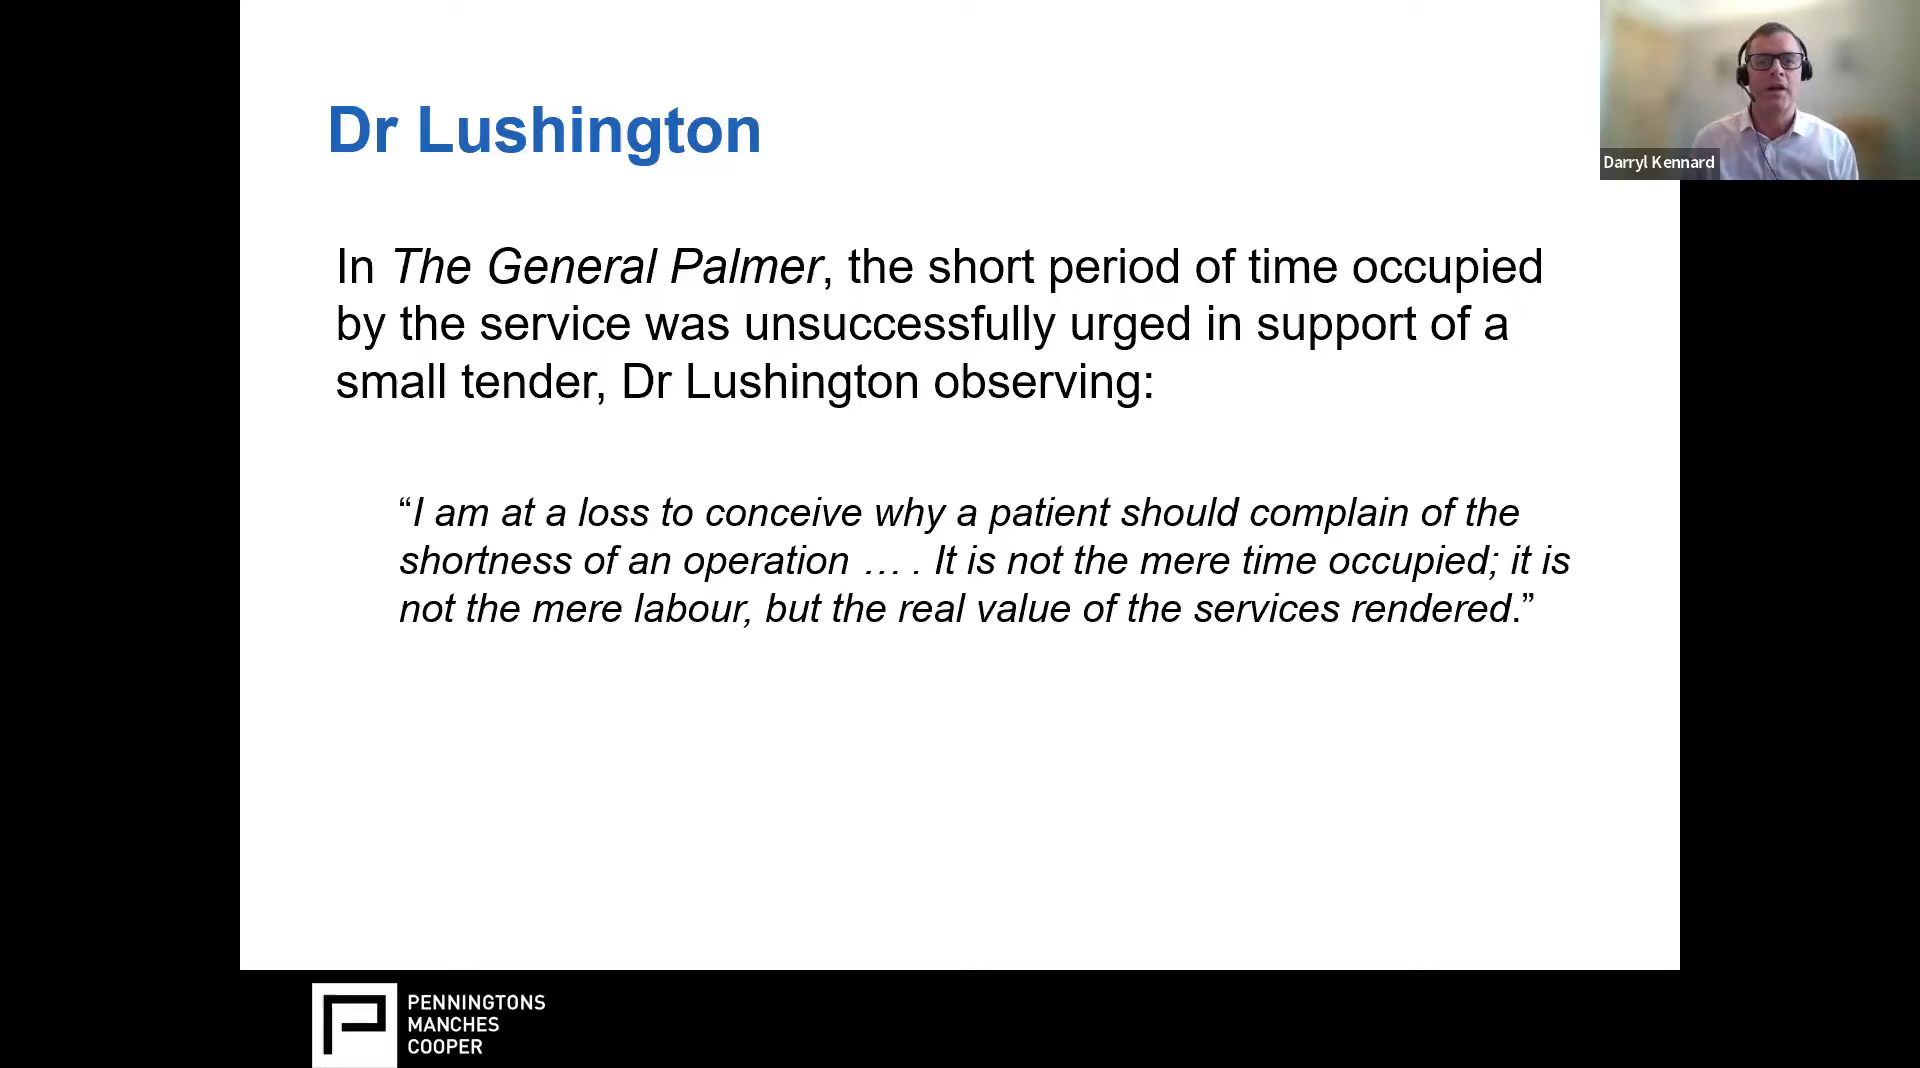 Dr Lushington
Darryl Kennard
In The General Palmer, the short period of time occupied
by the service was unsuccessfully urged in support of a
small tender, Dr Lushington observing:
“I am at a loss to conceive why a patient should complain of the
shortness of an operation … . It is not the mere time occupied; it is
not the mere labour, but the real value of the services rendered.”
PENNINGTONS
MANCHES
COOPER